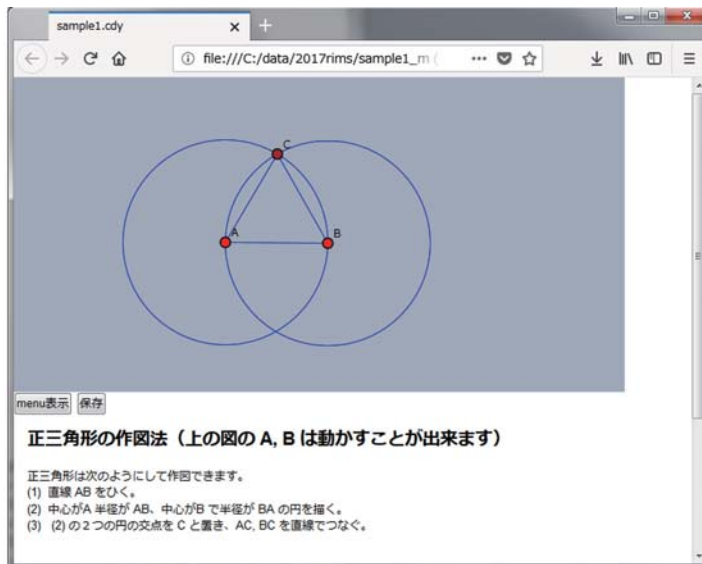 sample1.cdy
file:///C:/data/2017rims/sample1_m (
C
A
B
menu表示 保存
正三角形の作図法（上の図の A, B は動かすことが出来ます）
正三角形は次のようにして作図できます。
(1) 直線 AB をひく。
(2) 中心がA 半径が AB、中心がB で半径が BA の円を描く。
(3) (2) の２つの円の交点を C と置き、AC, BC を直線でつなぐ。